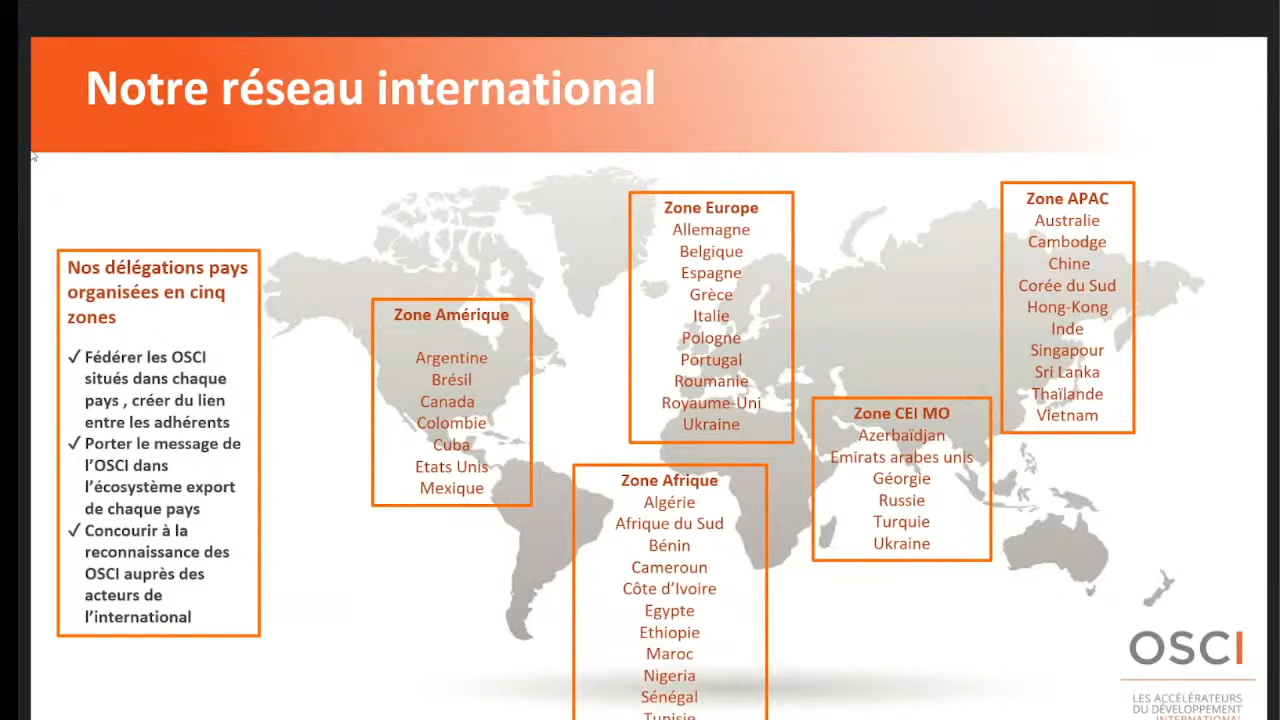 Notre réseau international
Nos délégations pays
organisées en cinq
zones
✓ Fédérer les OSCI
situés dans chaque
pays , créer du lien
entre les adhérents
✓ Porter le message de
l'OSCI dans
l'écosystème export
de chaque pays
✓ Concourir à la
reconnaissance des
OSCI auprès des
acteurs de
l'international
Zone Amérique
Argentine
Brésil
Canada
Colombie
Cuba
Etats Unis
Mexique
Zone Europe
Allemagne
Belgique
Espagne
Grèce
Italie
Pologne
Portugal
Roumanie
Royaume-Uni
Ukraine
Zone Afrique
Algérie
Afrique du Sud
Bénin
Cameroun
Côte d'Ivoire
Egypte
Ethiopie
Maroc
Nigeria
Sénégal
Tunisie
Zone CEI MO
Azerbaïdjan
Emirats arabes unis
Géorgie
Russie
Turquie
Ukraine
Zone APAC
Australie
Cambodge
Chine
Corée du Sud
Hong-Kong
Inde
Singapour
Sri Lanka
Thaïlande
Vietnam
OSCI
LES ACCÉLÉRATEURS
DU DÉVELOPPEMENT
INTERNATIONAL